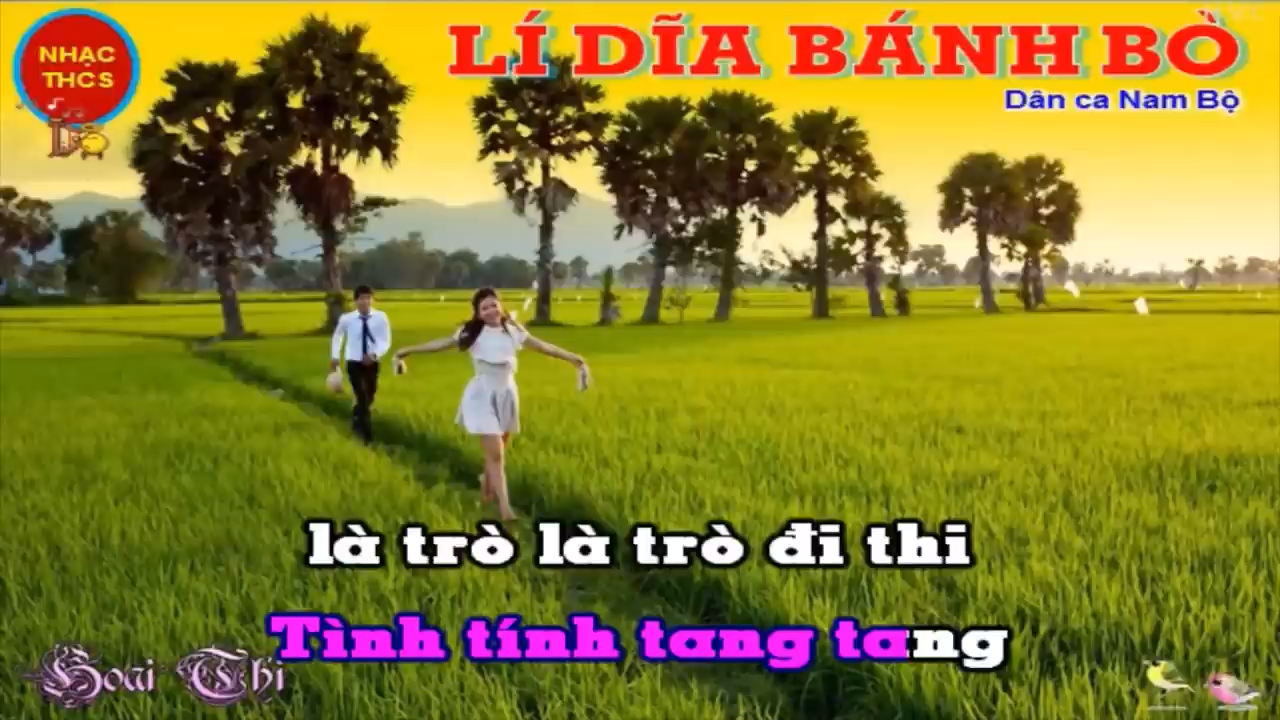 NHẠC
THCS
LÍ DĨA BÁNH BÒ
Dân ca Nam Bộ
là trò là trò đi thi
Tình tính tang tang
Hoai Thi